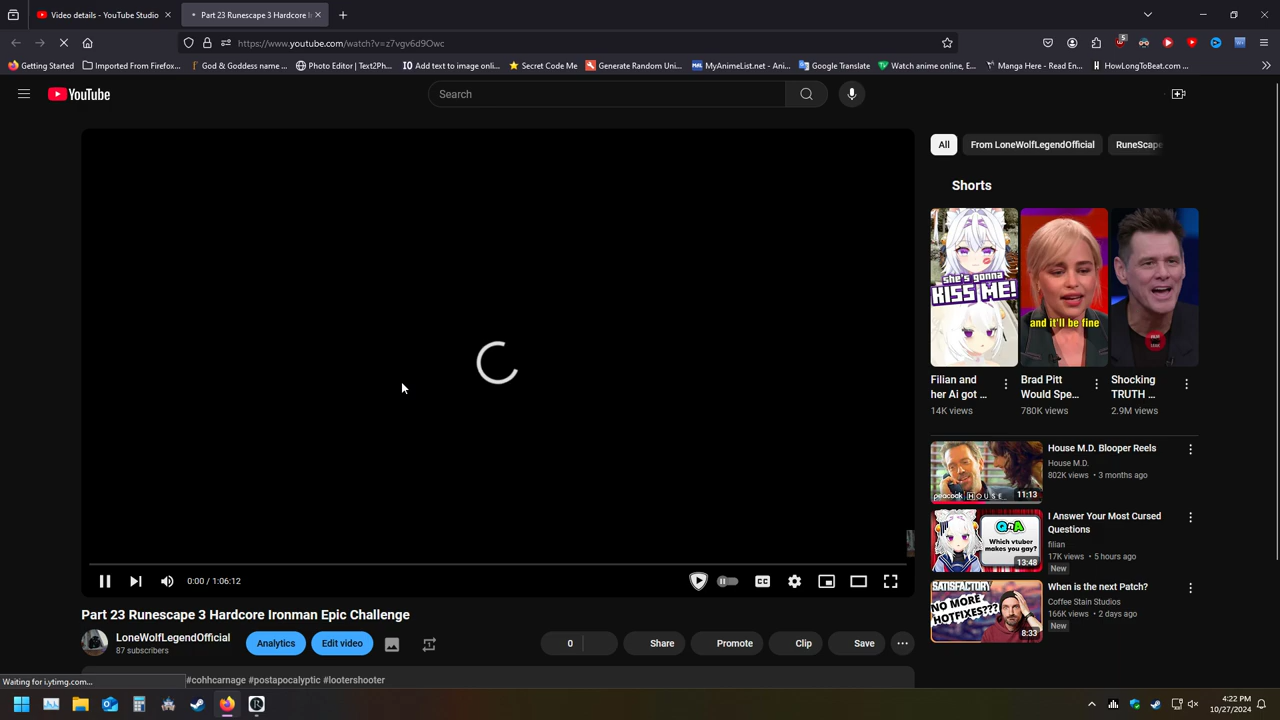 Video details - YouTube Studio
Part 23 Runescape 3 Hardcore I
https://www.youtube.com/watch?v=z7vgv6d9Owc
5
Getting Started
Imported From Firefox...
God & Goddess name ...
Photo Editor | Text2Ph...
Add text to image onlin...
Secret Code Me
Generate Random Uni...
MyAnimeList.net - Ani...
Google Translate
Watch anime online, E...
Manga Here - Read En...
HowLongToBeat.com ...
YouTube
Search
All
From LoneWolfLegendOfficial
RuneScape
Shorts
she's gonna
KISS ME!
and it'll be fine
Filian and
her Ai got ...
14K views
Brad Pitt
Would Spe...
780K views
Shocking
TRUTH ...
2.9M views
peacock HOUSE
11:13
House M.D. Blooper Reels
House M.D.
802K views • 3 months ago
QnA
Which vtuber
makes you gay?
13:48
I Answer Your Most Cursed
Questions
filian
17K views • 5 hours ago
New
SATISFACTORY
NO MORE
HOTFIXES???
8:33
When is the next Patch?
Coffee Stain Studios
166K views • 2 days ago
New
0:00 / 1:06:12
CC
Part 23 Runescape 3 Hardcore Ironman Epic Challenge
LoneWolfLegendOfficial
87 subscribers
Analytics
Edit video
0
Share
Promote
Clip
Save
Waiting for i.ytimg.com...
#cohhcarnage #postapocalyptic #lootershooter
4:22 PM
10/27/2024